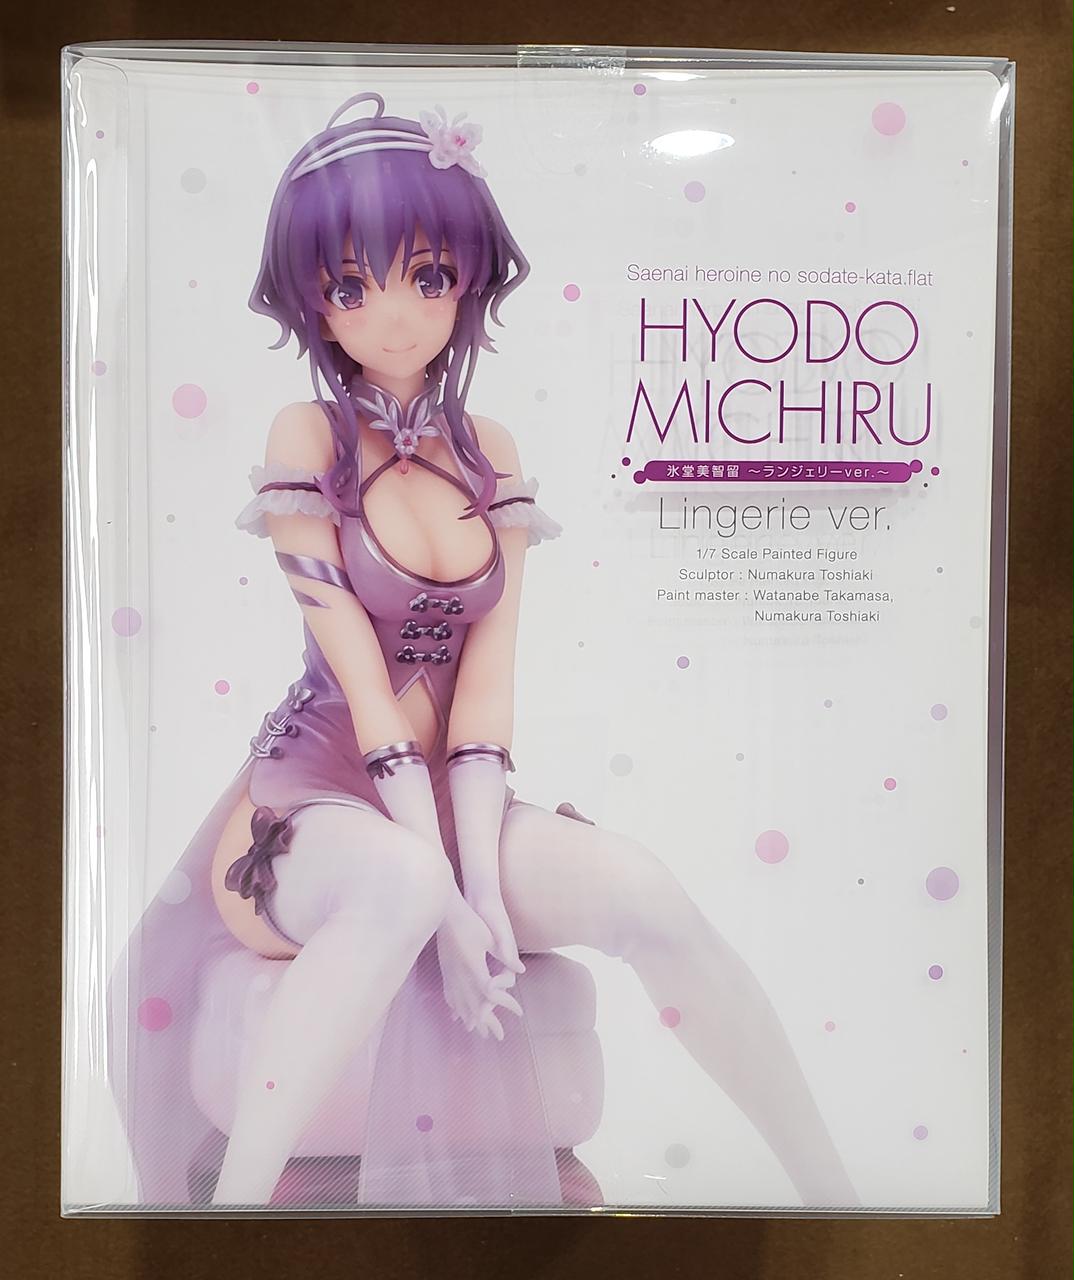 Saenai heroine no sodate-kata.flat
HYODO
MICHIRU
氷堂美智留 ～ランジェリーver.～
Lingerie ver.
1/7 Scale Painted Figure
Sculptor : Numakura Toshiaki
Paint master : Watanabe Takamasa,
Numakura Toshiaki